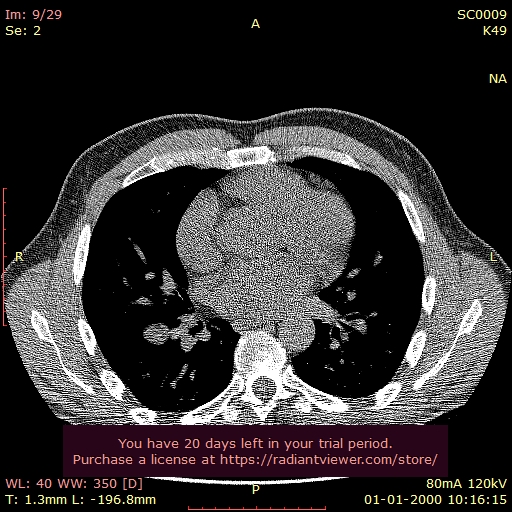 Im: 9/29
Se: 2
A
SC0009
K49
NA
R
L
You have 20 days left in your trial period.
Purchase a license at https://radiantviewer.com/store/
WL: 40 WW: 350 [D]
T: 1.3mm L: -196.8mm
P
80mA 120kV
01-01-2000 10:16:15